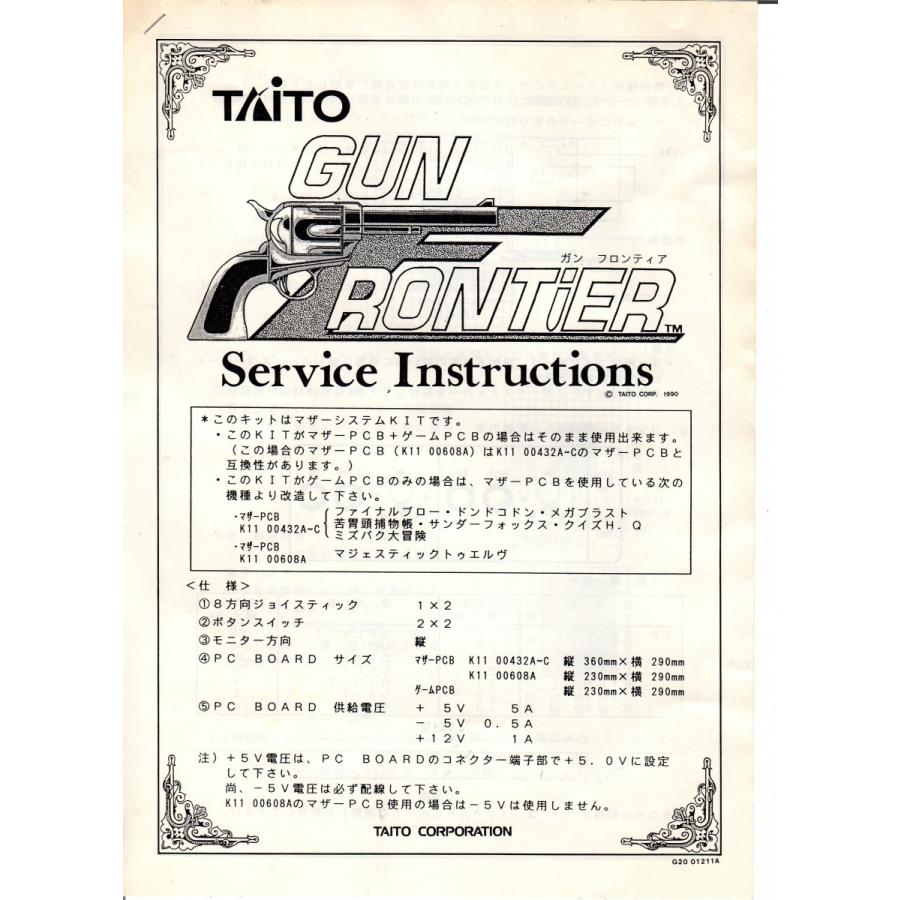 TAITO
GUN
ガン フロンティア
FRONTiER TM
Service Instructions
© TAITO CORP. 1990
＊このキットはマザーシステムＫＩＴです。
・このＫＩＴがマザーＰＣＢ＋ゲームＰＣＢの場合はそのまま使用出来ます。
（この場合のマザーＰＣＢ（K11 00608A）はK11 00432A~CのマザーＰＣＢと
互換性があります。）
・このＫＩＴがゲームＰＣＢのみの場合は、マザーＰＣＢを使用している次の
機種より改造して下さい。
・ﾏｻﾞｰPCB
K11 00432A~C
ファイナルブロー・ドンドコドン・メガブラスト
苦胃頭捕物帳・サンダーフォックス・クイズＨ．Ｑ
ミズバク大冒険
・ﾏｻﾞｰPCB
K11 00608A マジェスティックトゥエルヴ
＜仕 様＞
①８方向ジョイスティック １×２
②ボタンスイッチ ２×２
③モニター方向 縦
④ＰＣ ＢＯＡＲＤ サイズ ﾏｻﾞｰPCB K11 00432A~C 縦 360mm×横 290mm
K11 00608A 縦 230mm×横 290mm
ｹﾞｰﾑPCB 縦 230mm×横 290mm
⑤ＰＣ ＢＯＡＲＤ 供給電圧 ＋ ５Ｖ ５Ａ
－ ５Ｖ ０．５Ａ
＋１２Ｖ １Ａ
注）＋５Ｖ電圧は、ＰＣ ＢＯＡＲＤのコネクター端子部で＋５．０Ｖに設定
して下さい。
尚、－５Ｖ電圧は必ず配線して下さい。
K11 00608AのマザーＰＣＢ使用の場合は－５Ｖは使用しません。
TAITO CORPORATION
G20 01211A